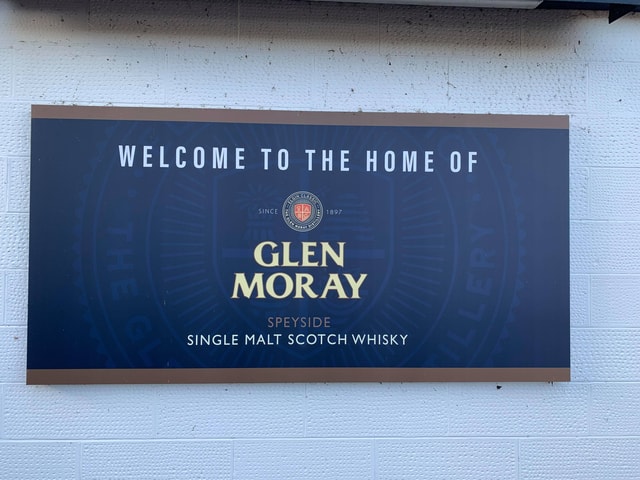 WELCOME TO THE HOME OF
SINCE 1897
GLEN
MORAY
SPEYSIDE
SINGLE MALT SCOTCH WHISKY